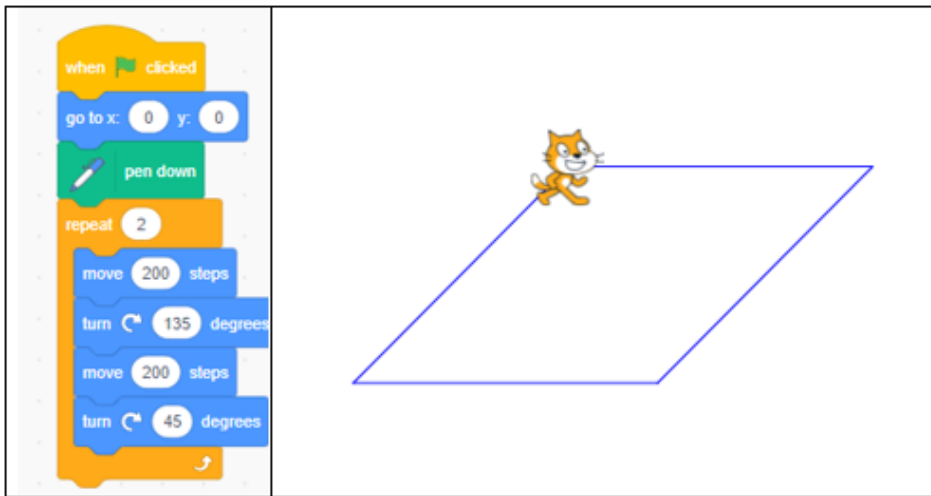 when clicked
go to x: 0 y: 0
pen down
repeat 2
move 200 steps
turn 135 degrees
move 200 steps
turn 45 degrees